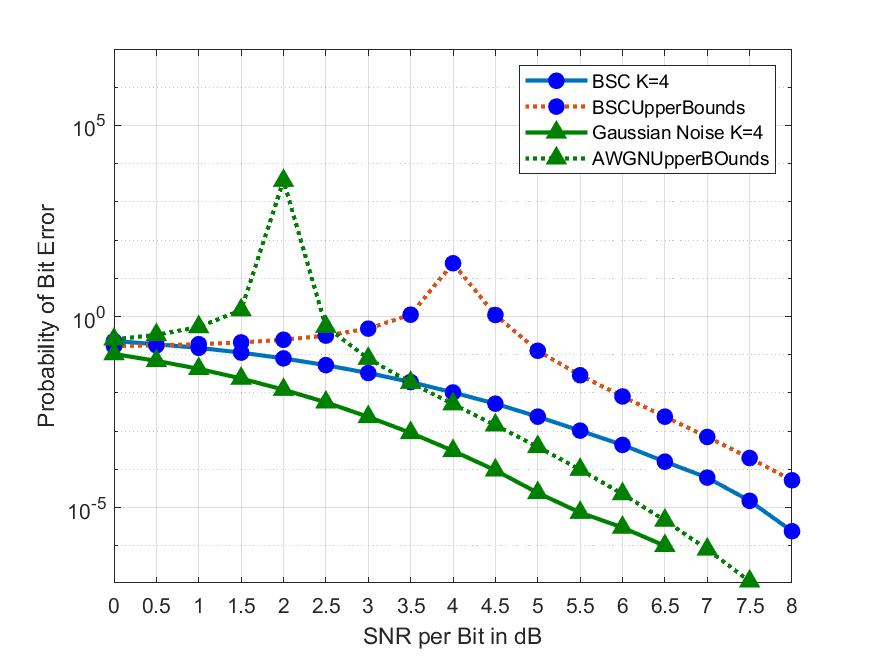 BSC K=4
BSCUpperBounds
Gaussian Noise K=4
AWGNUpperBOunds
10^5
10^0
10^-5
Probability of Bit Error
0 0.5 1 1.5 2 2.5 3 3.5 4 4.5 5 5.5 6 6.5 7 7.5 8
SNR per Bit in dB